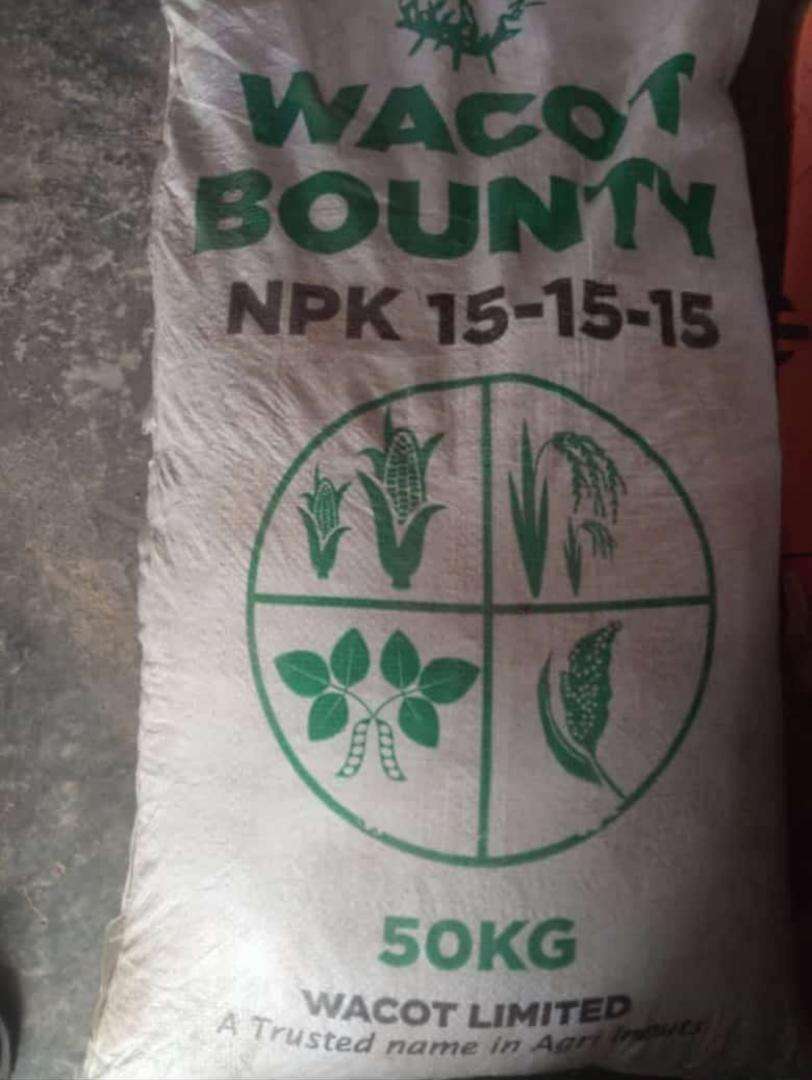 WACOT
BOUNTY
NPK 15-15-15
50KG
WACOT LIMITED
A Trusted name in Agri inputs